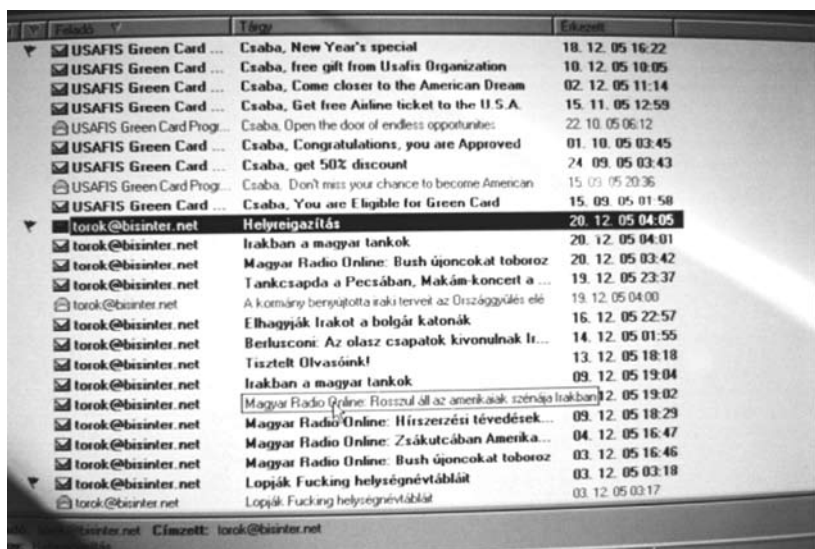 Feladó Tárgy Érkezett
USAFIS Green Card ... Csaba, New Year's special 18. 12. 05 16:22
USAFIS Green Card ... Csaba, free gift from Usafis Organization 10. 12. 05 10:05
USAFIS Green Card ... Csaba, Come closer to the American Dream 02. 12. 05 11:14
USAFIS Green Card ... Csaba, Get free Airline ticket to the U.S.A. 15. 11. 05 12:59
USAFIS Green Card Progr... Csaba, Open the door of endless opportunities 22. 10. 05 06:12
USAFIS Green Card ... Csaba, Congratulations, you are Approved 01. 10. 05 03:45
USAFIS Green Card ... Csaba, get 50% discount 24. 09. 05 03:43
USAFIS Green Card Progr... Csaba, Don't miss your chance to become American 15. 09. 05 20:36
USAFIS Green Card ... Csaba, You are Eligible for Green Card 15. 09. 05 01:58
torok@bisinter.net Helyreigazítás 20. 12. 05 04:05
torok@bisinter.net Irakban a magyar tankok 20. 12. 05 04:01
torok@bisinter.net Magyar Radio Online: Bush újoncokat toboroz 20. 12. 05 03:42
torok@bisinter.net Tankcsapda a Pecsában, Makám-koncert a ... 19. 12. 05 23:37
torok@bisinter.net A kormány benyújtotta iraki terveit az Országgyűlés elé 19. 12. 05 04:00
torok@bisinter.net Elhagyják Irakot a bolgár katonák 16. 12. 05 22:57
torok@bisinter.net Berlusconi: Az olasz csapatok kivonulnak Ir... 14. 12. 05 01:55
torok@bisinter.net Tisztelt Olvasóink! 13. 12. 05 18:18
torok@bisinter.net Irakban a magyar tankok 09. 12. 05 19:04
torok@bisinter.net Magyar Radio Online: Rosszul áll az amerikaiak szénája Irakban 12. 05 19:02
torok@bisinter.net Magyar Radio Online: Hírszerzési tévedések... 09. 12. 05 18:29
torok@bisinter.net Magyar Radio Online: Zsákutcában Amerika... 04. 12. 05 16:47
torok@bisinter.net Magyar Radio Online: Bush újoncokat toboroz 03. 12. 05 16:46
torok@bisinter.net Lopják Fucking helységnévtábláit 03. 12. 05 03:18
torok@bisinter.net Lopják Fucking helységnévtábláit 03. 12. 05 03:17
torok@bisinter.net Címzett: torok@bisinter.net